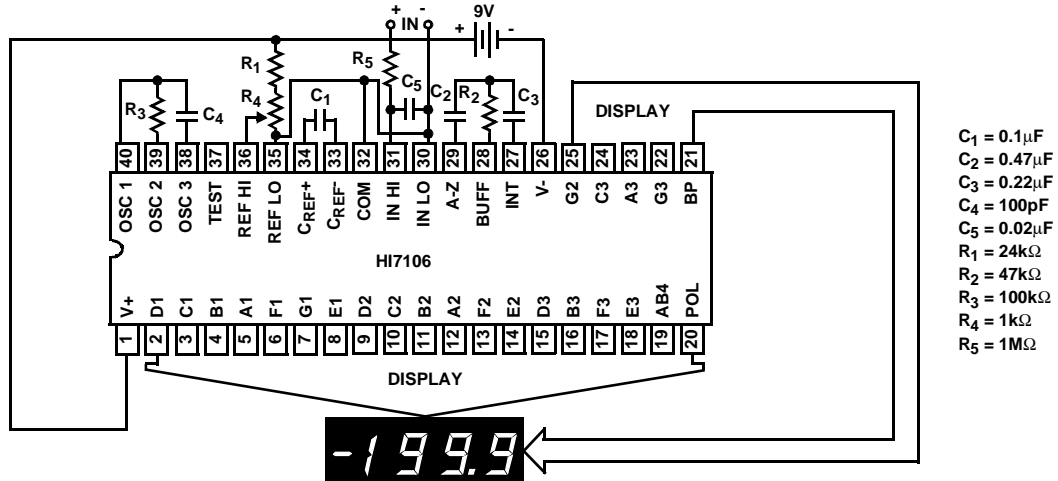 + - IN
+ 9V -
R1
R4
R5
C5
C1
C2
R2
C3
R3
C4
DISPLAY
40 39 38 37 36 35 34 33 32 31 30 29 28 27 26 25 24 23 22 21
OSC 1 OSC 2 OSC 3 TEST REF HI REF LO CREF+ CREF- COM IN HI IN LO A-Z BUFF INT V- G2 C3 A3 G3 BP
HI7106
V+ D1 C1 B1 A1 F1 G1 E1 D2 C2 B2 A2 F2 E2 D3 B3 F3 E3 AB4 POL
1 2 3 4 5 6 7 8 9 10 11 12 13 14 15 16 17 18 19 20
DISPLAY
-199.9
C1 = 0.1μF
C2 = 0.47μF
C3 = 0.22μF
C4 = 100pF
C5 = 0.02μF
R1 = 24kΩ
R2 = 47kΩ
R3 = 100kΩ
R4 = 1kΩ
R5 = 1MΩ